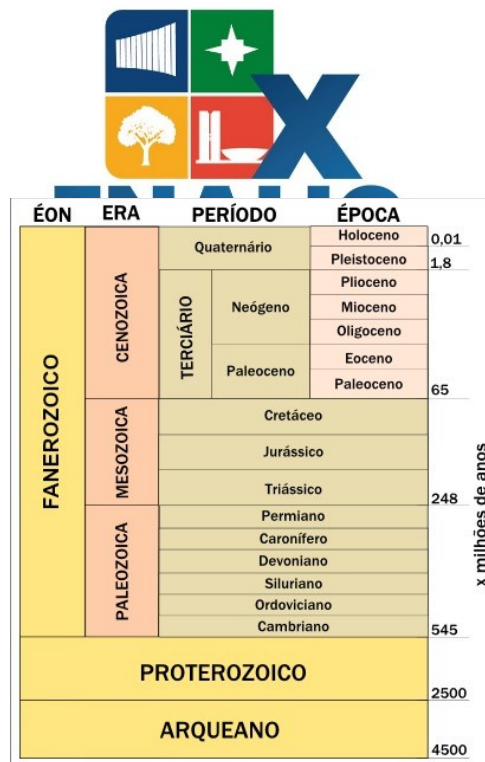 X
ÉON ERA PERÍODO ÉPOCA
FANEROZOICO
CENOZOICA
Quaternário
Holoceno
0,01
Pleistoceno
1,8
TERCIÁRIO
Neógeno
Plioceno
Mioceno
Oligoceno
Paleoceno
Eoceno
Paleoceno
65
MESOZOICA
Cretáceo
Jurássico
Triássico
248
PALEOZOICA
Permiano
Caronífero
Devoniano
Siluriano
Ordoviciano
Cambriano
545
PROTEROZOICO
2500
ARQUEANO
4500
x milhões de anos